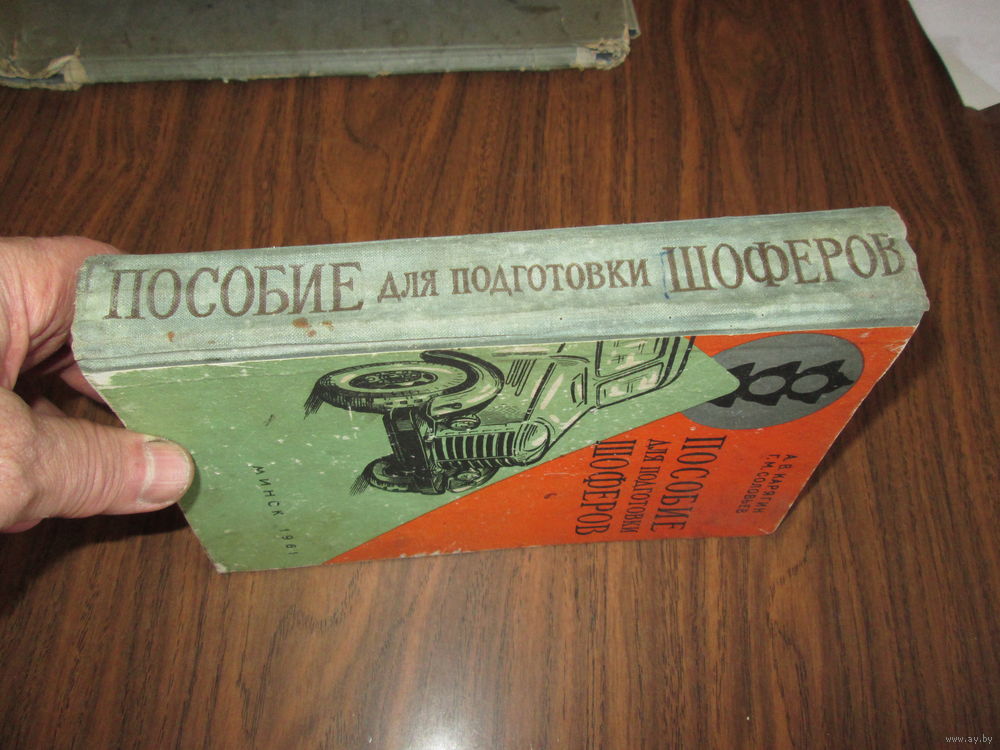 ПОСОБИЕ ДЛЯ ПОДГОТОВКИ ШОФЕРОВ
А.В.КАРЯГИН
Г.М.СОЛОВЬЕВ
ПОСОБИЕ
ДЛЯ ПОДГОТОВКИ
ШОФЕРОВ
МИНСК 1961
www.ay.by